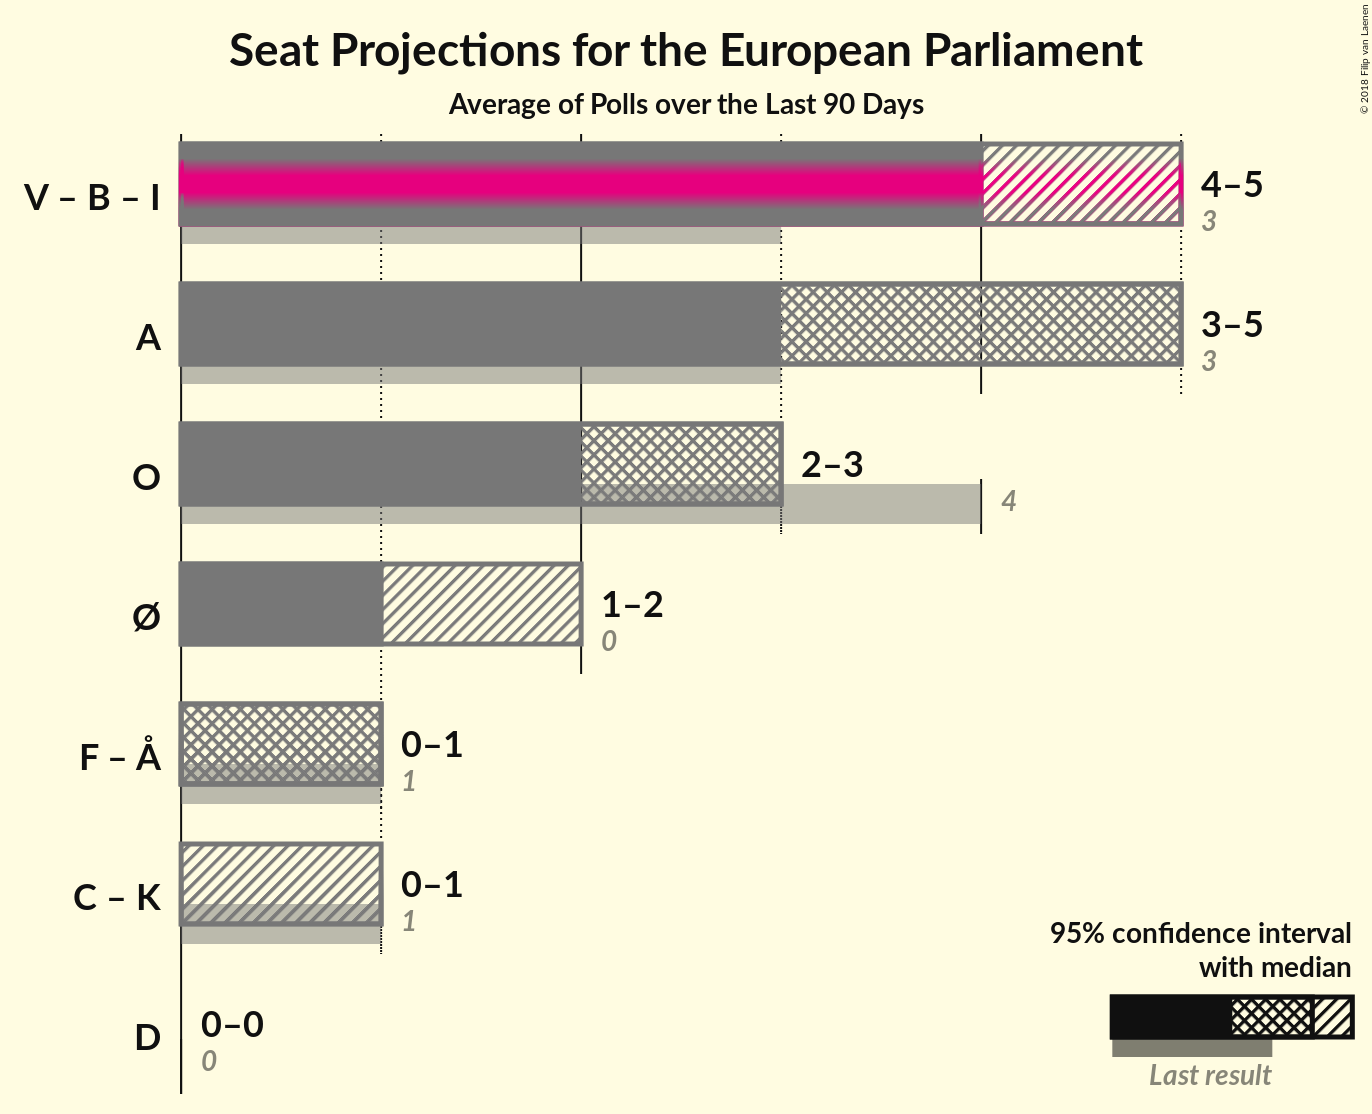 Seat Projections for the European Parliament
Average of Polls over the Last 90 Days
© 2018 Filip van Laenen
V – B – I
4–5
3
A
3–5
3
O
2–3
4
Ø
1–2
0
F – Å
0–1
1
C – K
0–1
1
D
0–0
0
95% confidence interval
with median
Last result